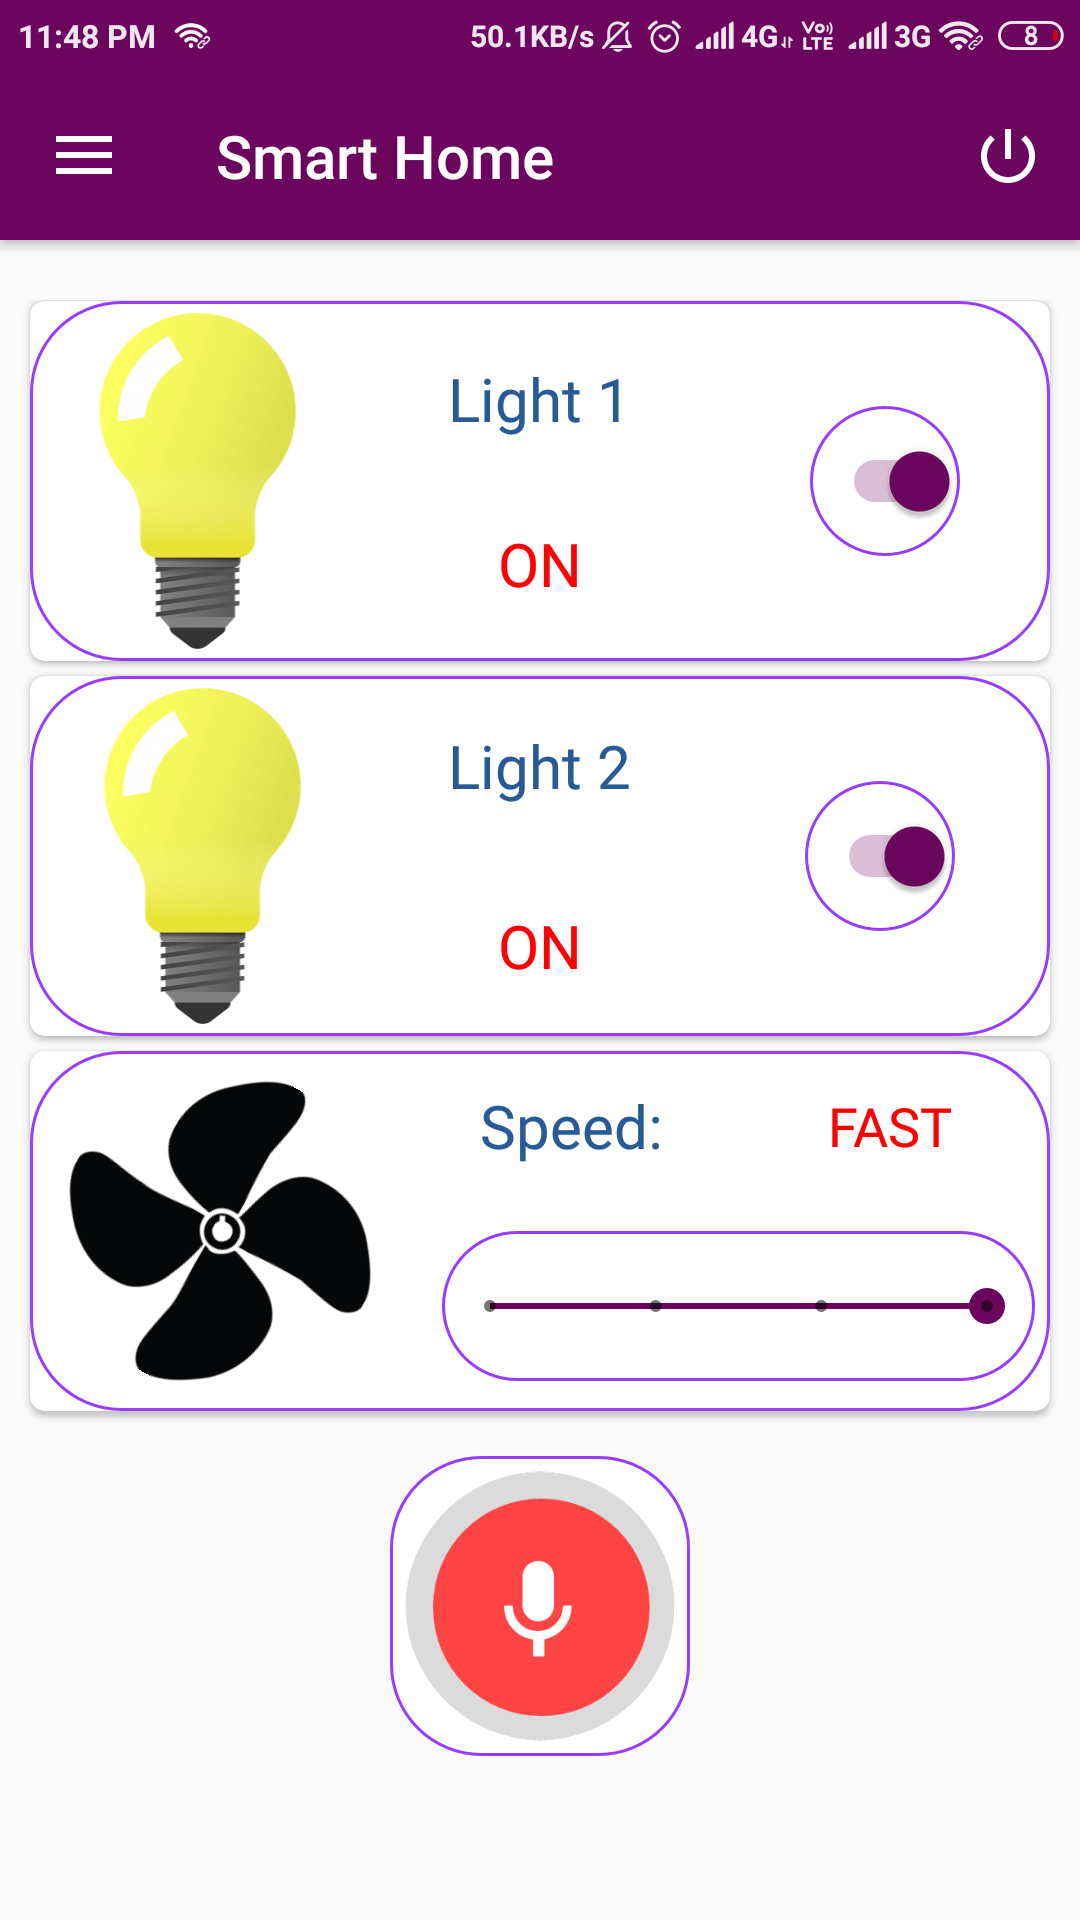 11:48 PM 50.1KB/s 4G Vo) LTE 3G 8
Smart Home
Light 1
ON
Light 2
ON
Speed: FAST